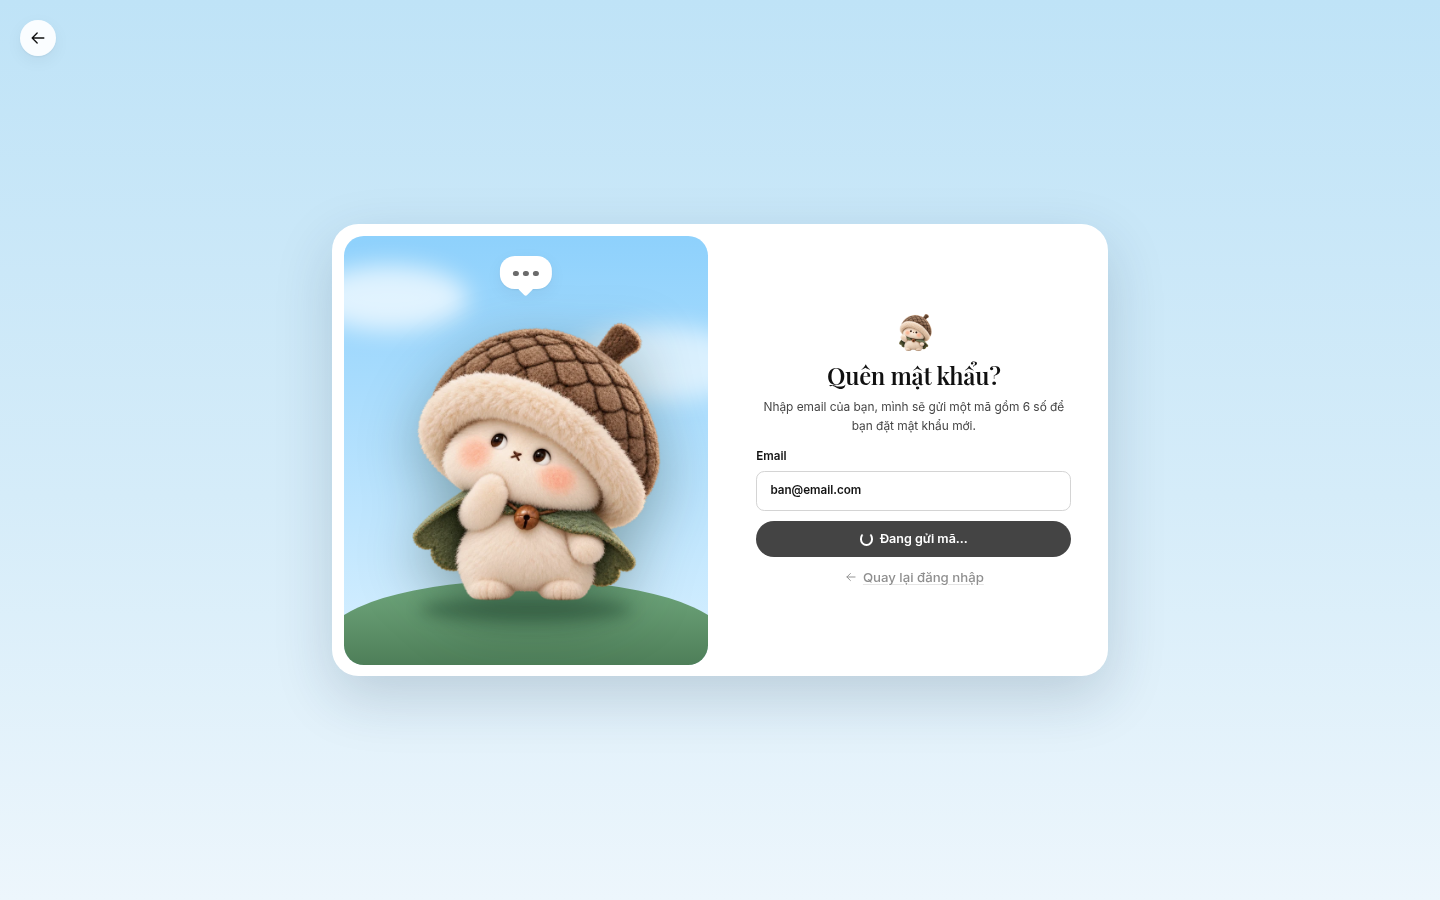 Quên mật khẩu?
Nhập email của bạn, mình sẽ gửi một mã gồm 6 số để
bạn đặt mật khẩu mới.
Email
ban@email.com
Đang gửi mã...
Quay lại đăng nhập